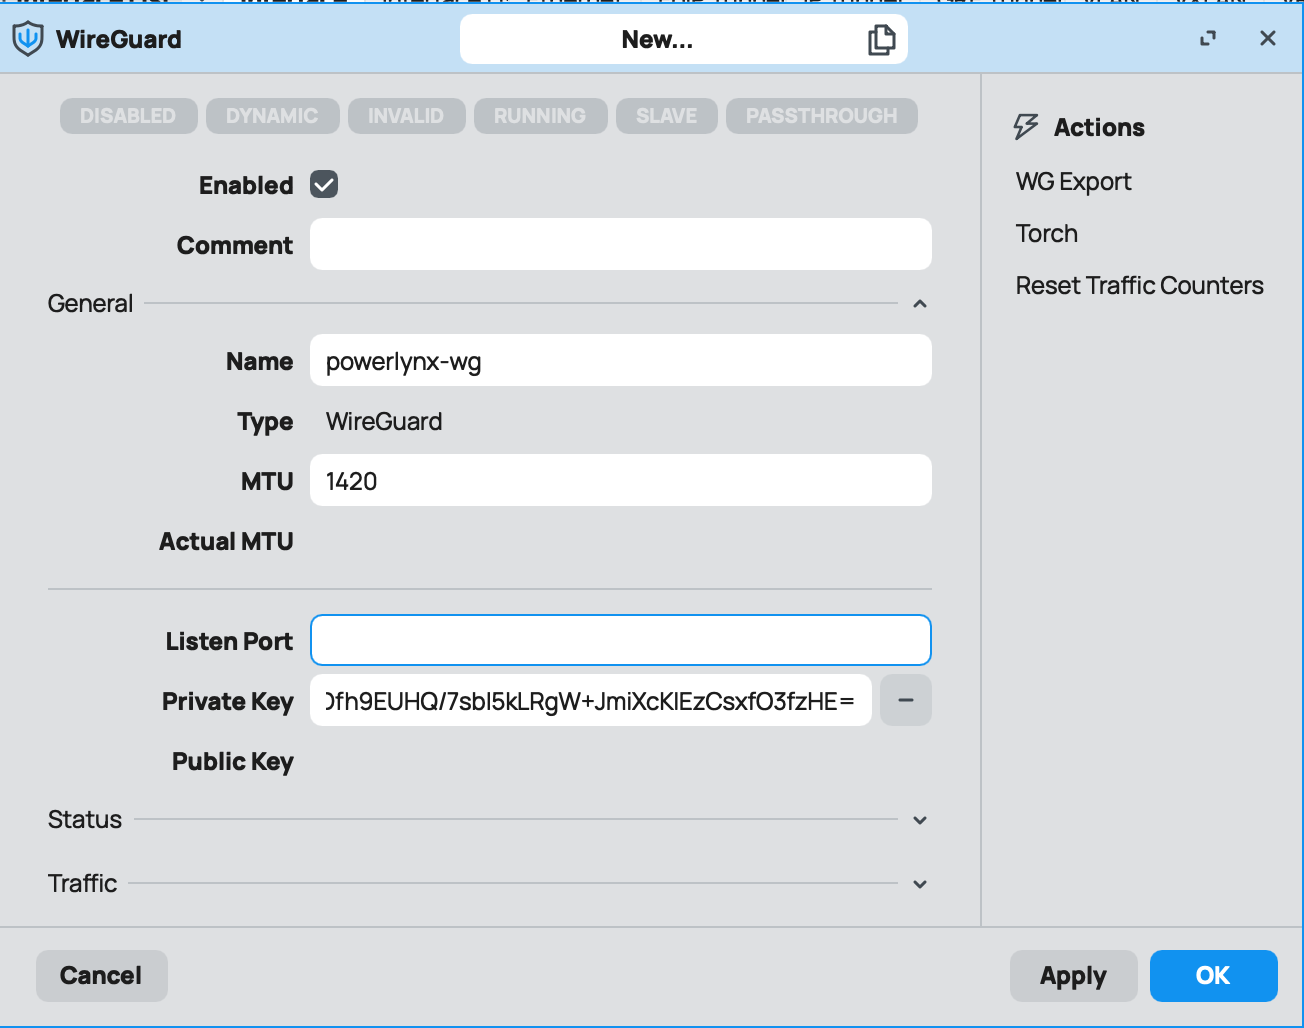 WireGuard
New...
DISABLED DYNAMIC INVALID RUNNING SLAVE PASSTHROUGH
Enabled
Comment
General
Name powerlynx-wg
Type WireGuard
MTU 1420
Actual MTU
Listen Port
Private Key fh9EUHQ/7sbI5kLRgW+JmiXcKIEzCsxfO3fzHE=
Public Key
Status
Traffic
Cancel
Actions
WG Export
Torch
Reset Traffic Counters
Apply
OK